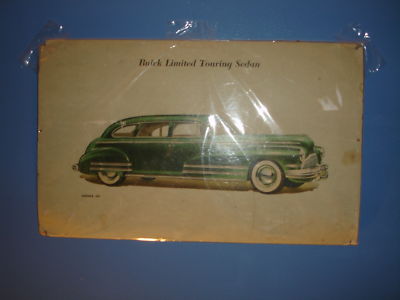 Buick Limited Touring Sedan